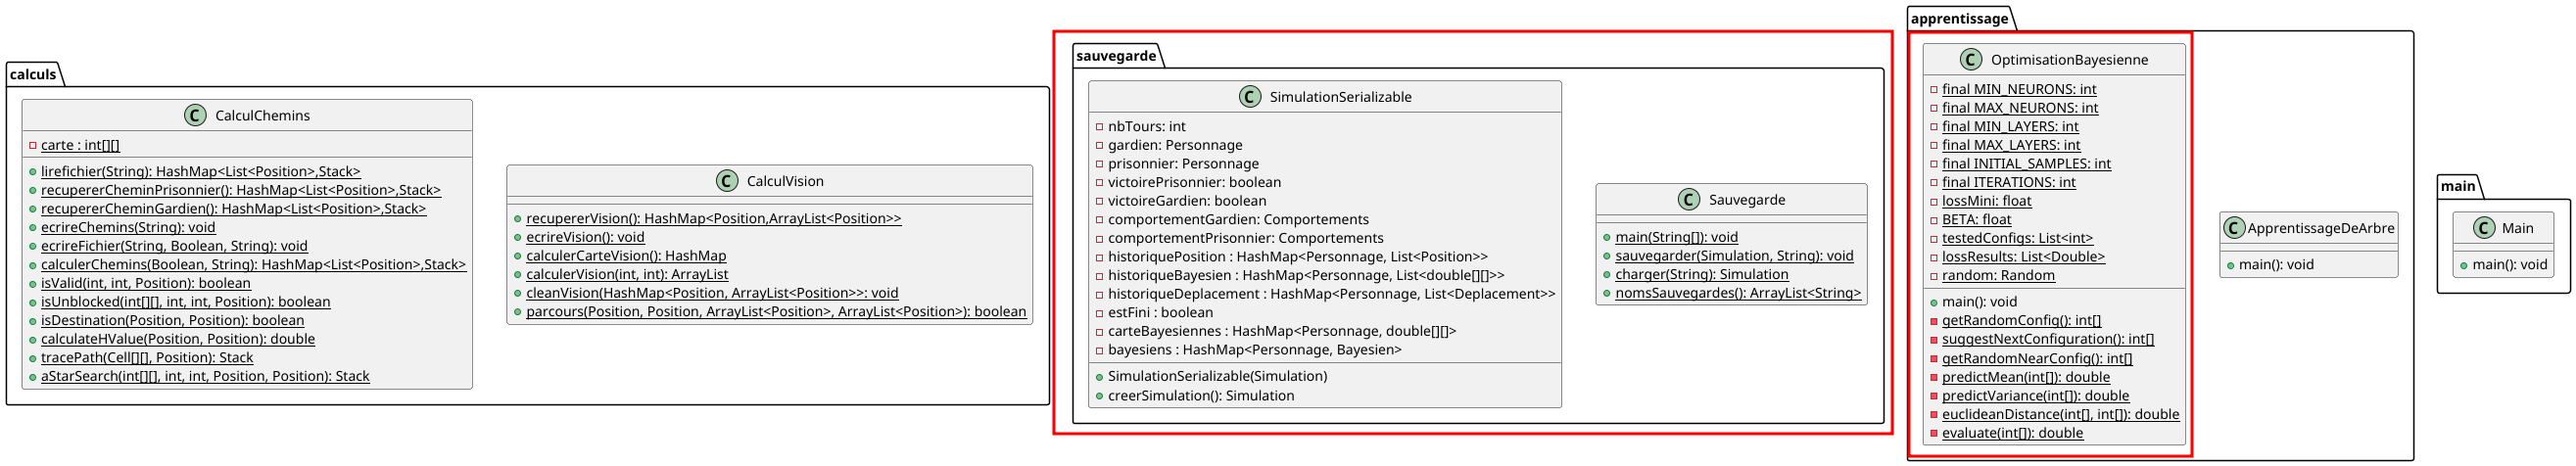 calculs
CalculChemins
carte : int[][]
lirefichier(String): HashMap<List<Position>,Stack>
recupererCheminPrisonnier(): HashMap<List<Position>,Stack>
recupererCheminGardien(): HashMap<List<Position>,Stack>
ecrireChemins(String): void
ecrireFichier(String, Boolean, String): void
calculerChemins(Boolean, String): HashMap<List<Position>,Stack>
isValid(int, int, Position): boolean
isUnblocked(int[][], int, int, Position): boolean
isDestination(Position, Position): boolean
calculateHValue(Position, Position): double
tracePath(Cell[][], Position): Stack
aStarSearch(int[][], int, int, Position, Position): Stack
CalculVision
recupererVision(): HashMap<Position,ArrayList<Position>>
ecrireVision(): void
calculerCarteVision(): HashMap
calculerVision(int, int): ArrayList
cleanVision(HashMap<Position, ArrayList<Position>>: void
parcours(Position, Position, ArrayList<Position>, ArrayList<Position>): boolean
sauvegarde
SimulationSerializable
nbTours: int
gardien: Personnage
prisonnier: Personnage
victoirePrisonnier: boolean
victoireGardien: boolean
comportementGardien: Comportements
comportementPrisonnier: Comportements
historiquePosition : HashMap<Personnage, List<Position>>
historiqueBayesien : HashMap<Personnage, List<double[][]>>
historiqueDeplacement : HashMap<Personnage, List<Deplacement>>
estFini : boolean
carteBayesiennes : HashMap<Personnage, double[][]>
bayesiens : HashMap<Personnage, Bayesien>
SimulationSerializable(Simulation)
creerSimulation(): Simulation
Sauvegarde
main(String[]): void
sauvegarder(Simulation, String): void
charger(String): Simulation
nomsSauvegardes(): ArrayList<String>
apprentissage
OptimisationBayesienne
final MIN_NEURONS: int
final MAX_NEURONS: int
final MIN_LAYERS: int
final MAX_LAYERS: int
final INITIAL_SAMPLES: int
final ITERATIONS: int
lossMini: float
BETA: float
testedConfigs: List<int>
lossResults: List<Double>
random: Random
main(): void
getRandomConfig(): int[]
suggestNextConfiguration(): int[]
getRandomNearConfig(): int[]
predictMean(int[]): double
predictVariance(int[]): double
euclideanDistance(int[], int[]): double
evaluate(int[]): double
ApprentissageDeArbre
main(): void
main
Main
main(): void